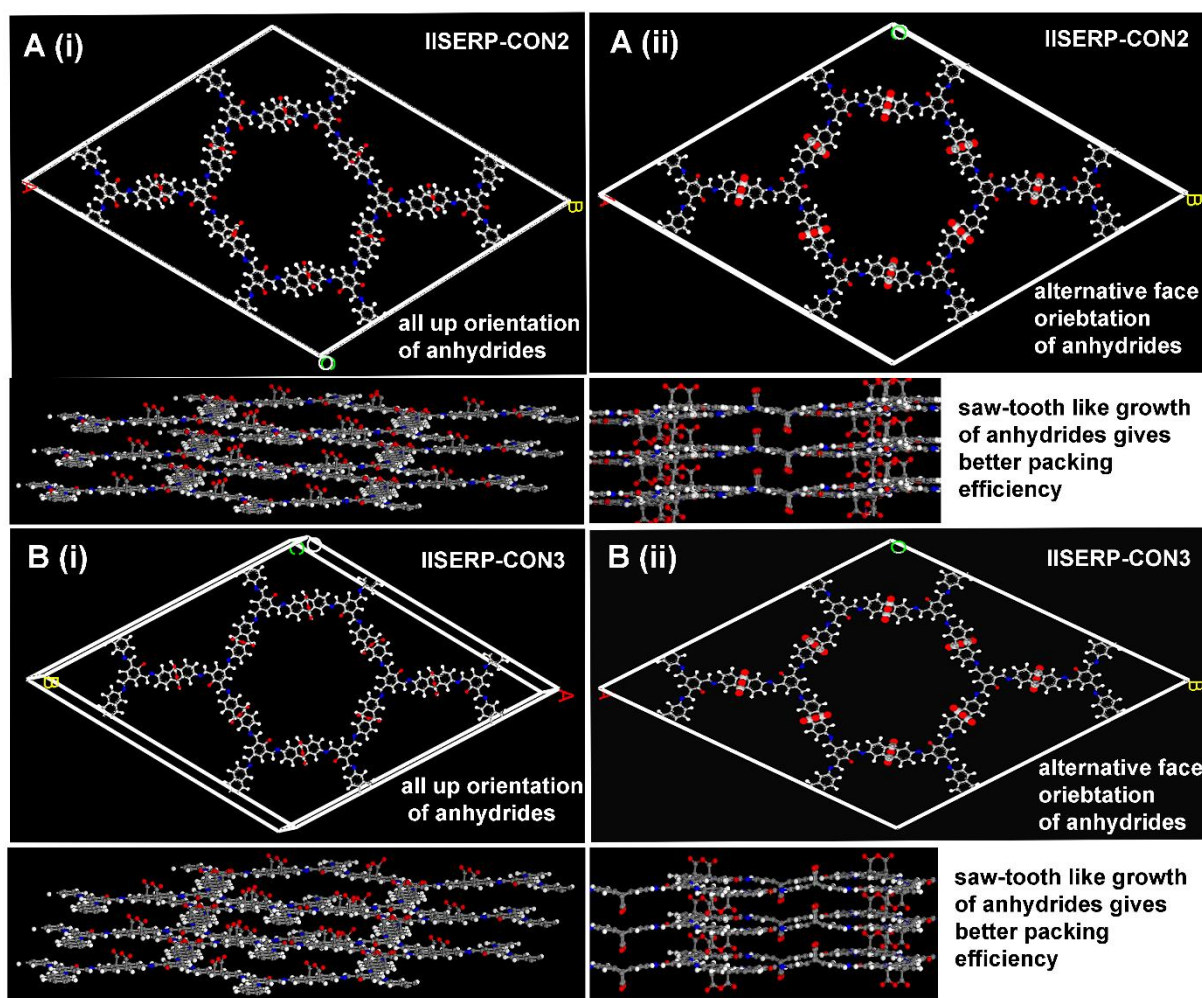 A (i)
IISERP-CON2
A
B
C
all up orientation
of anhydrides
A (ii)
IISERP-CON2
O
B
alternative face
oriebtation
of anhydrides
saw-tooth like growth
of anhydrides gives
better packing
efficiency
B (i)
C
O
IISERP-CON3
B
A
all up orientation
of anhydrides
B (ii)
IISERP-CON3
A
B
alternative face
oriebtation
of anhydrides
saw-tooth like growth
of anhydrides gives
better packing
efficiency